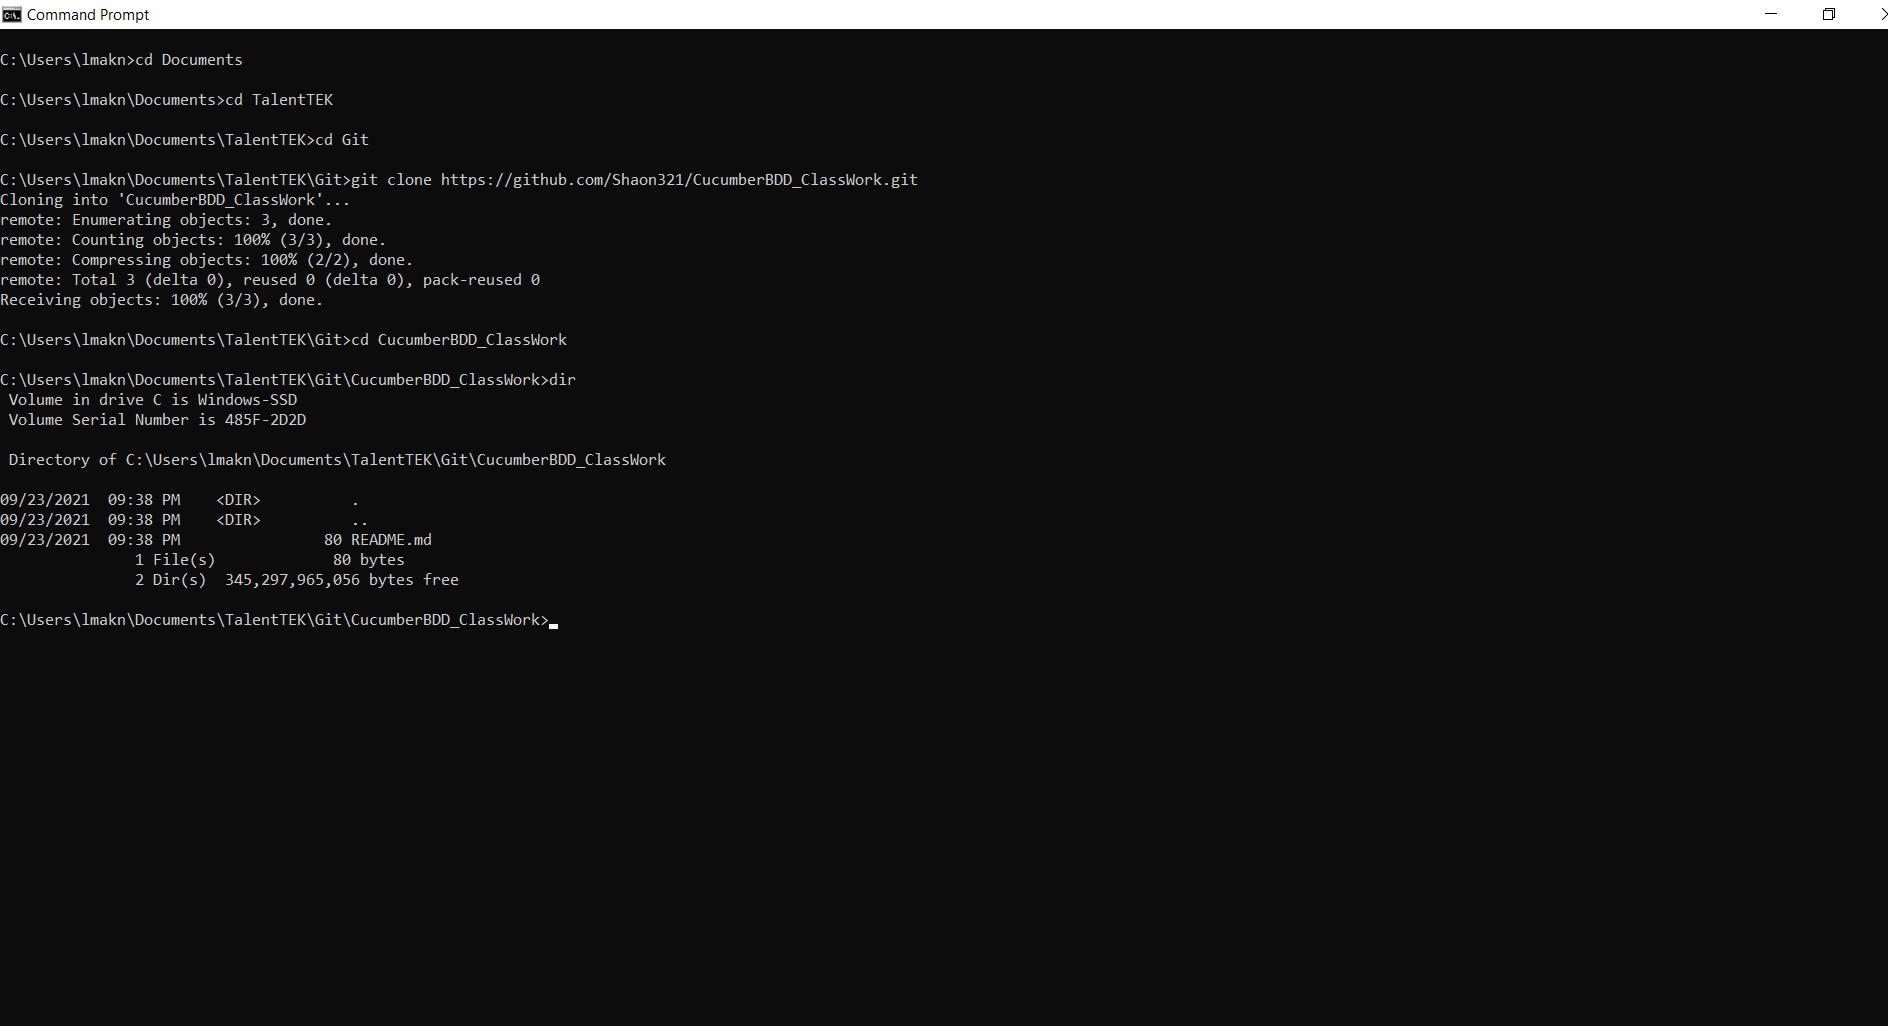 Command Prompt
C:\Users\lmakn>cd Documents
C:\Users\lmakn\Documents>cd TalentTEK
C:\Users\lmakn\Documents\TalentTEK>cd Git
C:\Users\lmakn\Documents\TalentTEK\Git>git clone https://github.com/Shaon321/CucumberBDD_ClassWork.git
Cloning into 'CucumberBDD_ClassWork'...
remote: Enumerating objects: 3, done.
remote: Counting objects: 100% (3/3), done.
remote: Compressing objects: 100% (2/2), done.
remote: Total 3 (delta 0), reused 0 (delta 0), pack-reused 0
Receiving objects: 100% (3/3), done.
C:\Users\lmakn\Documents\TalentTEK\Git>cd CucumberBDD_ClassWork
C:\Users\lmakn\Documents\TalentTEK\Git\CucumberBDD_ClassWork>dir
 Volume in drive C is Windows-SSD
 Volume Serial Number is 485F-2D2D
 Directory of C:\Users\lmakn\Documents\TalentTEK\Git\CucumberBDD_ClassWork
09/23/2021  09:38 PM    <DIR>          .
09/23/2021  09:38 PM    <DIR>          ..
09/23/2021  09:38 PM                80 README.md
               1 File(s)             80 bytes
               2 Dir(s)  345,297,965,056 bytes free
C:\Users\lmakn\Documents\TalentTEK\Git\CucumberBDD_ClassWork>